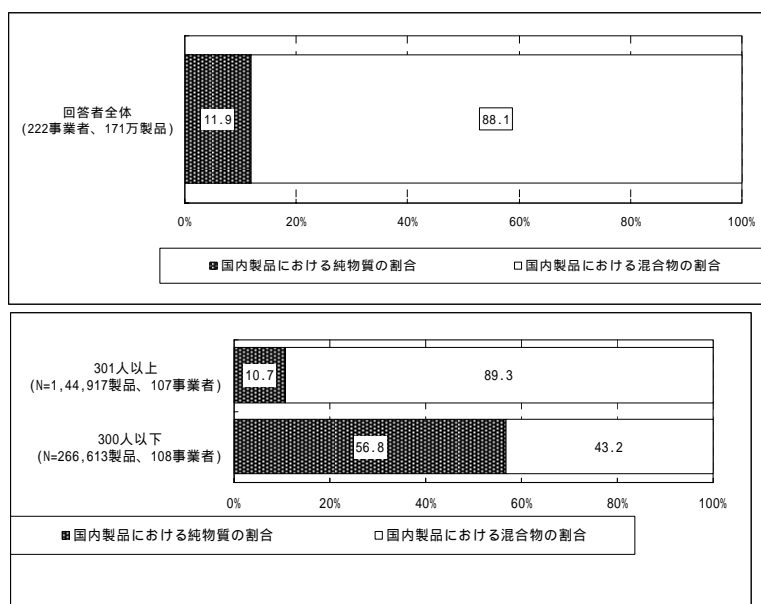 回答者全体
(222事業者、171万製品)
11.9
88.1
0% 20% 40% 60% 80% 100%
国内製品における純物質の割合 国内製品における混合物の割合
301人以上
(N=1,44,917製品、107事業者)
10.7
89.3
300人以下
(N=266,613製品、108事業者)
56.8
43.2
0% 20% 40% 60% 80% 100%
国内製品における純物質の割合 国内製品における混合物の割合